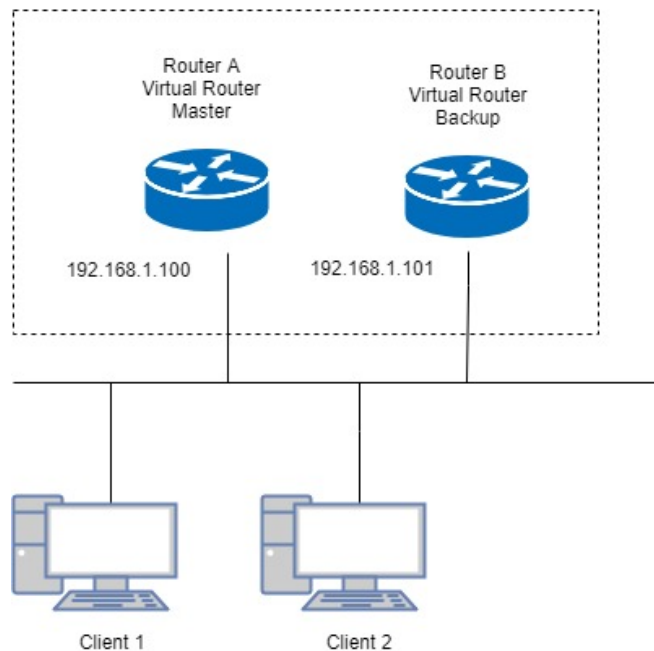 Router A
Virtual Router
Master
Router B
Virtual Router
Backup
192.168.1.100
192.168.1.101
Client 1
Client 2